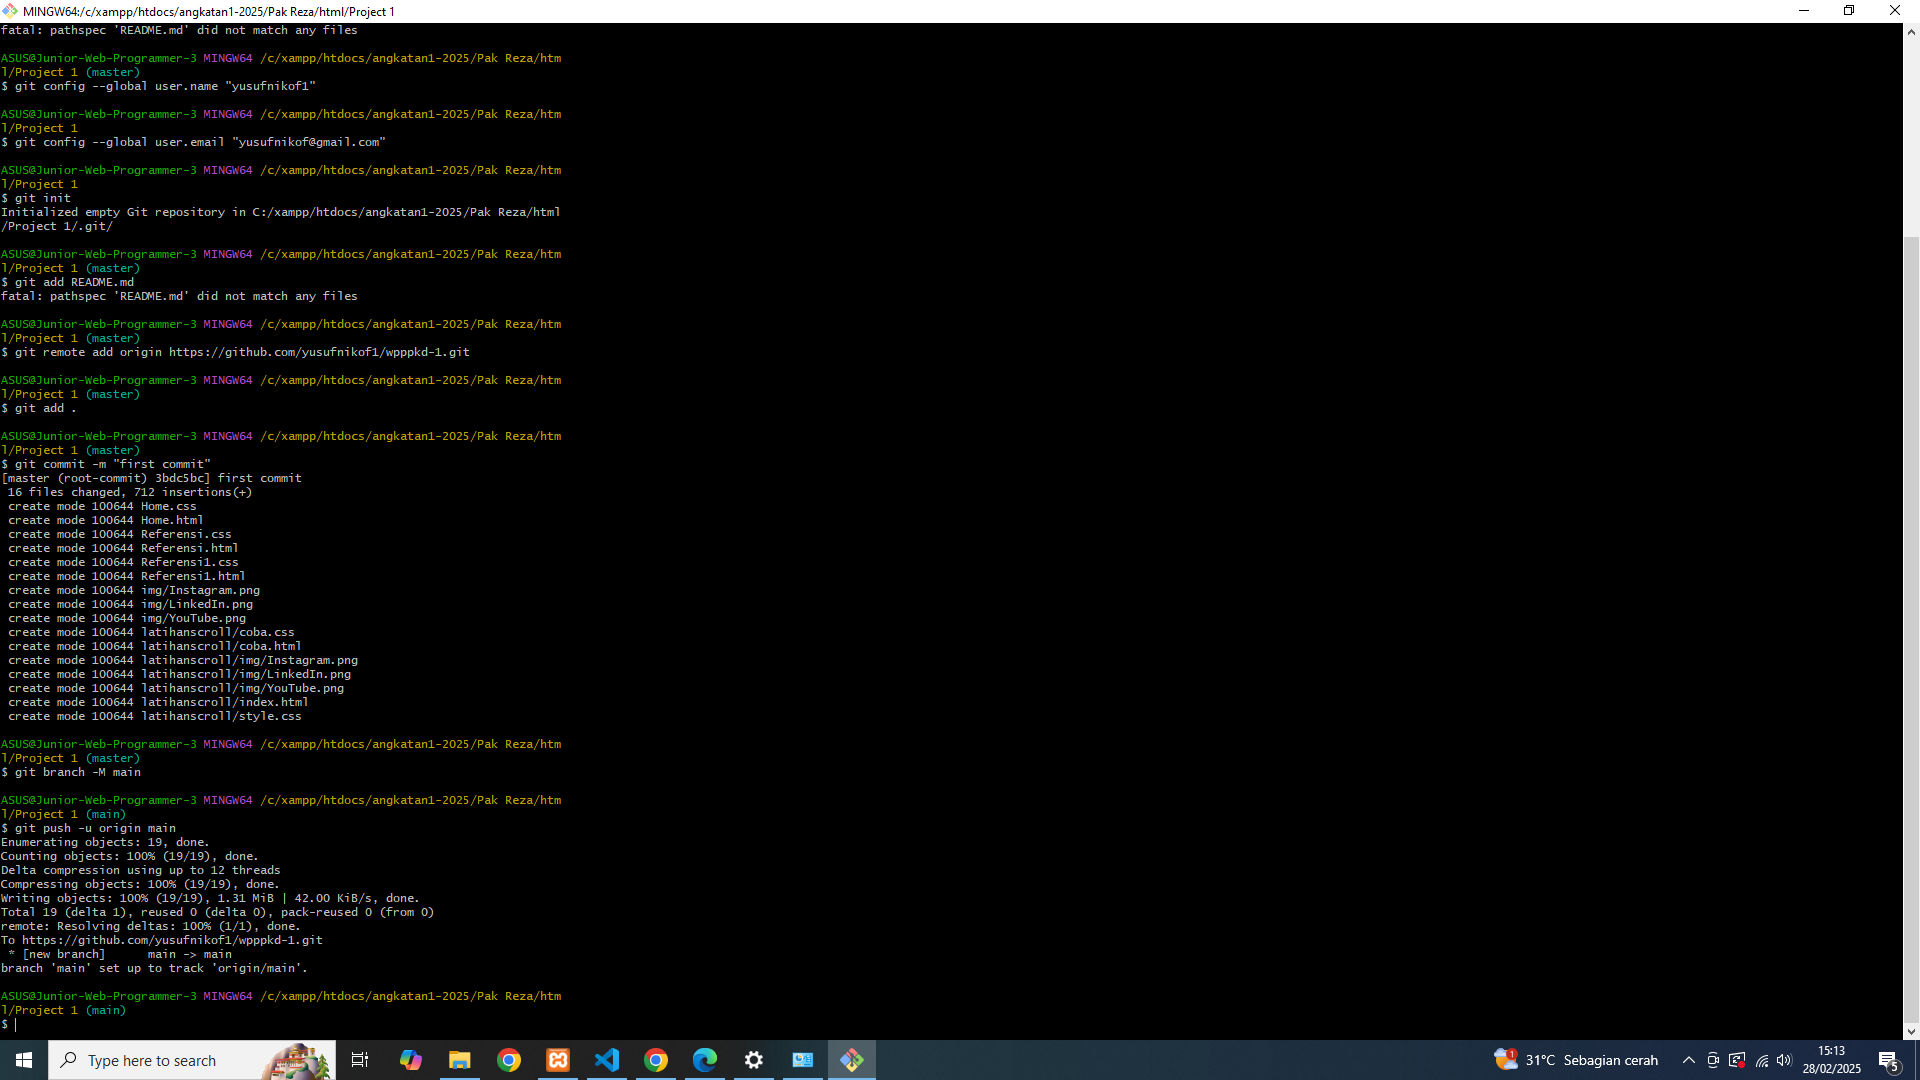 MINGW64:/c/xampp/htdocs/angkatan1-2025/Pak Reza/html/Project 1
fatal: pathspec 'README.md' did not match any files
ASUS@Junior-Web-Programmer-3 MINGW64 /c/xampp/htdocs/angkatan1-2025/Pak Reza/htm
l/Project 1 (master)
$ git config --global user.name "yusufnikof1"
ASUS@Junior-Web-Programmer-3 MINGW64 /c/xampp/htdocs/angkatan1-2025/Pak Reza/htm
l/Project 1
$ git config --global user.email "yusufnikof@gmail.com"
ASUS@Junior-Web-Programmer-3 MINGW64 /c/xampp/htdocs/angkatan1-2025/Pak Reza/htm
l/Project 1
$ git init
Initialized empty Git repository in C:/xampp/htdocs/angkatan1-2025/Pak Reza/html
/Project 1/.git/
ASUS@Junior-Web-Programmer-3 MINGW64 /c/xampp/htdocs/angkatan1-2025/Pak Reza/htm
l/Project 1 (master)
$ git add README.md
fatal: pathspec 'README.md' did not match any files
ASUS@Junior-Web-Programmer-3 MINGW64 /c/xampp/htdocs/angkatan1-2025/Pak Reza/htm
l/Project 1 (master)
$ git remote add origin https://github.com/yusufnikof1/wpppkd-1.git
ASUS@Junior-Web-Programmer-3 MINGW64 /c/xampp/htdocs/angkatan1-2025/Pak Reza/htm
l/Project 1 (master)
$ git add .
ASUS@Junior-Web-Programmer-3 MINGW64 /c/xampp/htdocs/angkatan1-2025/Pak Reza/htm
l/Project 1 (master)
$ git commit -m "first commit"
[master (root-commit) 3bdc5bc] first commit
16 files changed, 712 insertions(+)
create mode 100644 Home.css
create mode 100644 Home.html
create mode 100644 Referensi.css
create mode 100644 Referensi.html
create mode 100644 Referensi1.css
create mode 100644 Referensi1.html
create mode 100644 img/Instagram.png
create mode 100644 img/LinkedIn.png
create mode 100644 img/YouTube.png
create mode 100644 latihanscroll/coba.css
create mode 100644 latihanscroll/coba.html
create mode 100644 latihanscroll/img/Instagram.png
create mode 100644 latihanscroll/img/LinkedIn.png
create mode 100644 latihanscroll/img/YouTube.png
create mode 100644 latihanscroll/index.html
create mode 100644 latihanscroll/style.css
ASUS@Junior-Web-Programmer-3 MINGW64 /c/xampp/htdocs/angkatan1-2025/Pak Reza/htm
l/Project 1 (master)
$ git branch -M main
ASUS@Junior-Web-Programmer-3 MINGW64 /c/xampp/htdocs/angkatan1-2025/Pak Reza/htm
l/Project 1 (main)
$ git push -u origin main
Enumerating objects: 19, done.
Counting objects: 100% (19/19), done.
Delta compression using up to 12 threads
Compressing objects: 100% (19/19), done.
Writing objects: 100% (19/19), 1.31 MiB | 42.00 KiB/s, done.
Total 19 (delta 1), reused 0 (delta 0), pack-reused 0 (from 0)
remote: Resolving deltas: 100% (1/1), done.
To https://github.com/yusufnikof1/wpppkd-1.git
* [new branch]      main -> main
branch 'main' set up to track 'origin/main'.
ASUS@Junior-Web-Programmer-3 MINGW64 /c/xampp/htdocs/angkatan1-2025/Pak Reza/htm
l/Project 1 (main)
$
Type here to search
1
31°C Sebagian cerah
15:13
28/02/2025
5